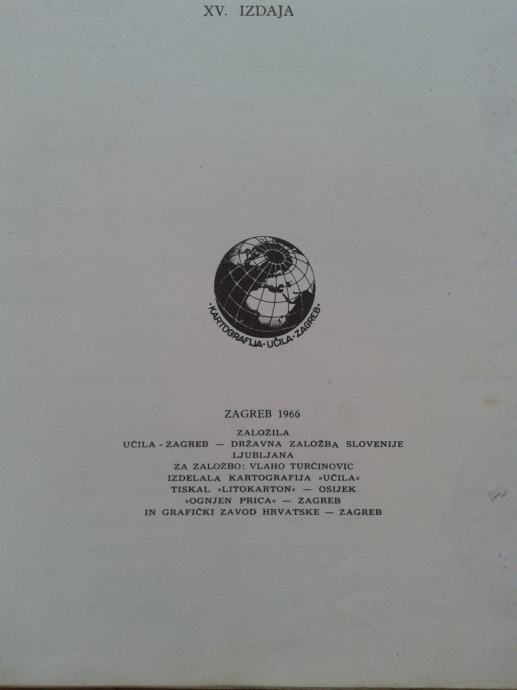 XV. IZDAJA
·KARTOGRAFIJA·UČILA·ZAGREB·
ZAGREB 1966
ZALOŽILA
UČILA - ZAGREB — DRŽAVNA ZALOŽBA SLOVENIJE
LJUBLJANA
ZA ZALOŽBO: VLAHO TURČINOVIC
IZDELALA KARTOGRAFIJA »UČILA«
TISKAL »LITOKARTON« — OSIJEK
»OGNJEN PRICA« — ZAGREB
IN GRAFIČKI ZAVOD HRVATSKE — ZAGREB